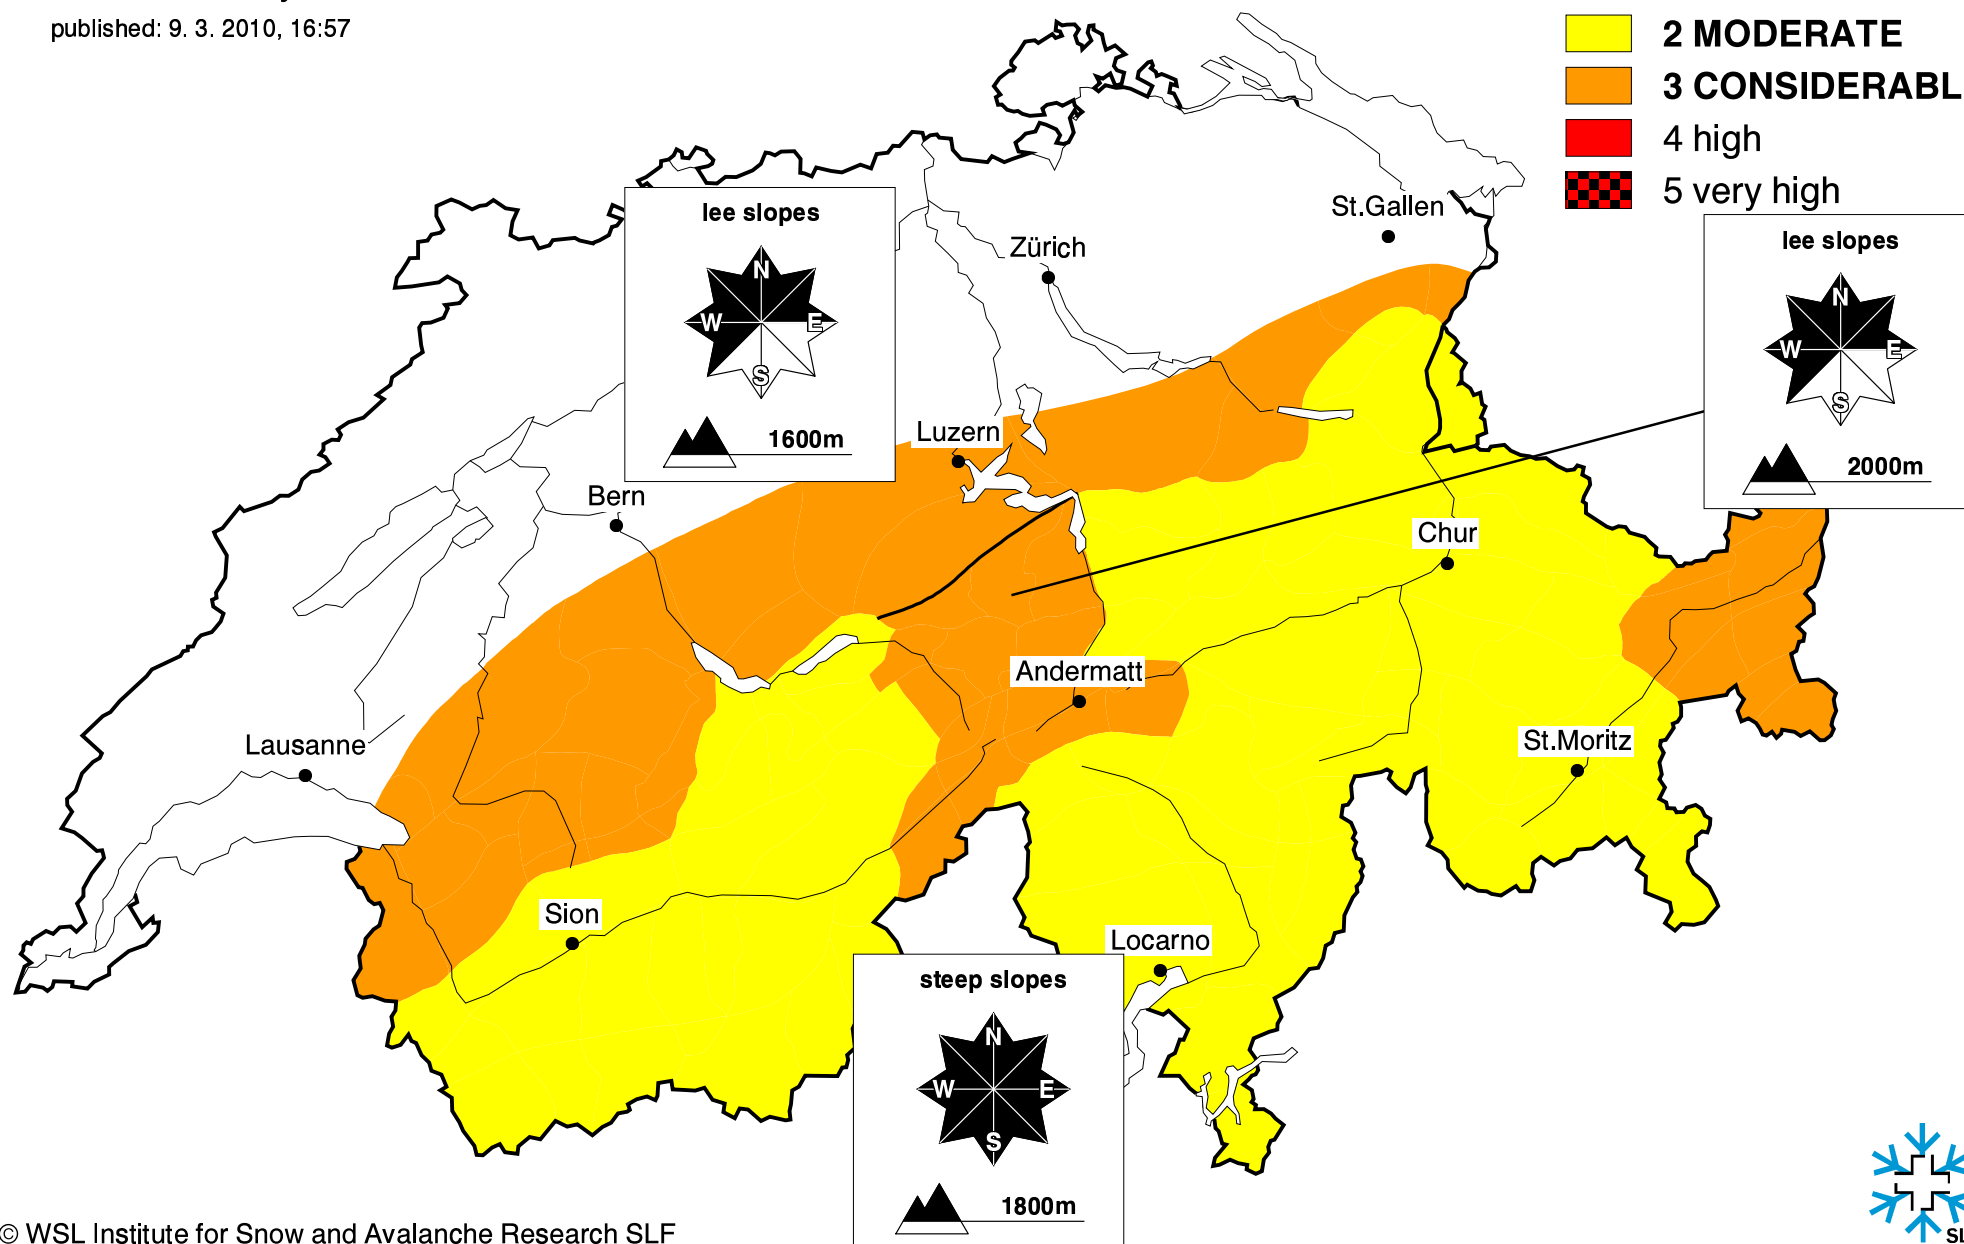 published: 9. 3. 2010, 16:57
2 MODERATE
3 CONSIDERABL
4 high
5 very high
St.Gallen
lee slopes
N
W E
S
1600m
lee slopes
N
W E
S
2000m
Zürich
Luzern
Bern
Chur
Andermatt
Lausanne
St.Moritz
Sion
Locarno
steep slopes
N
W E
S
1800m
© WSL Institute for Snow and Avalanche Research SLF
SL